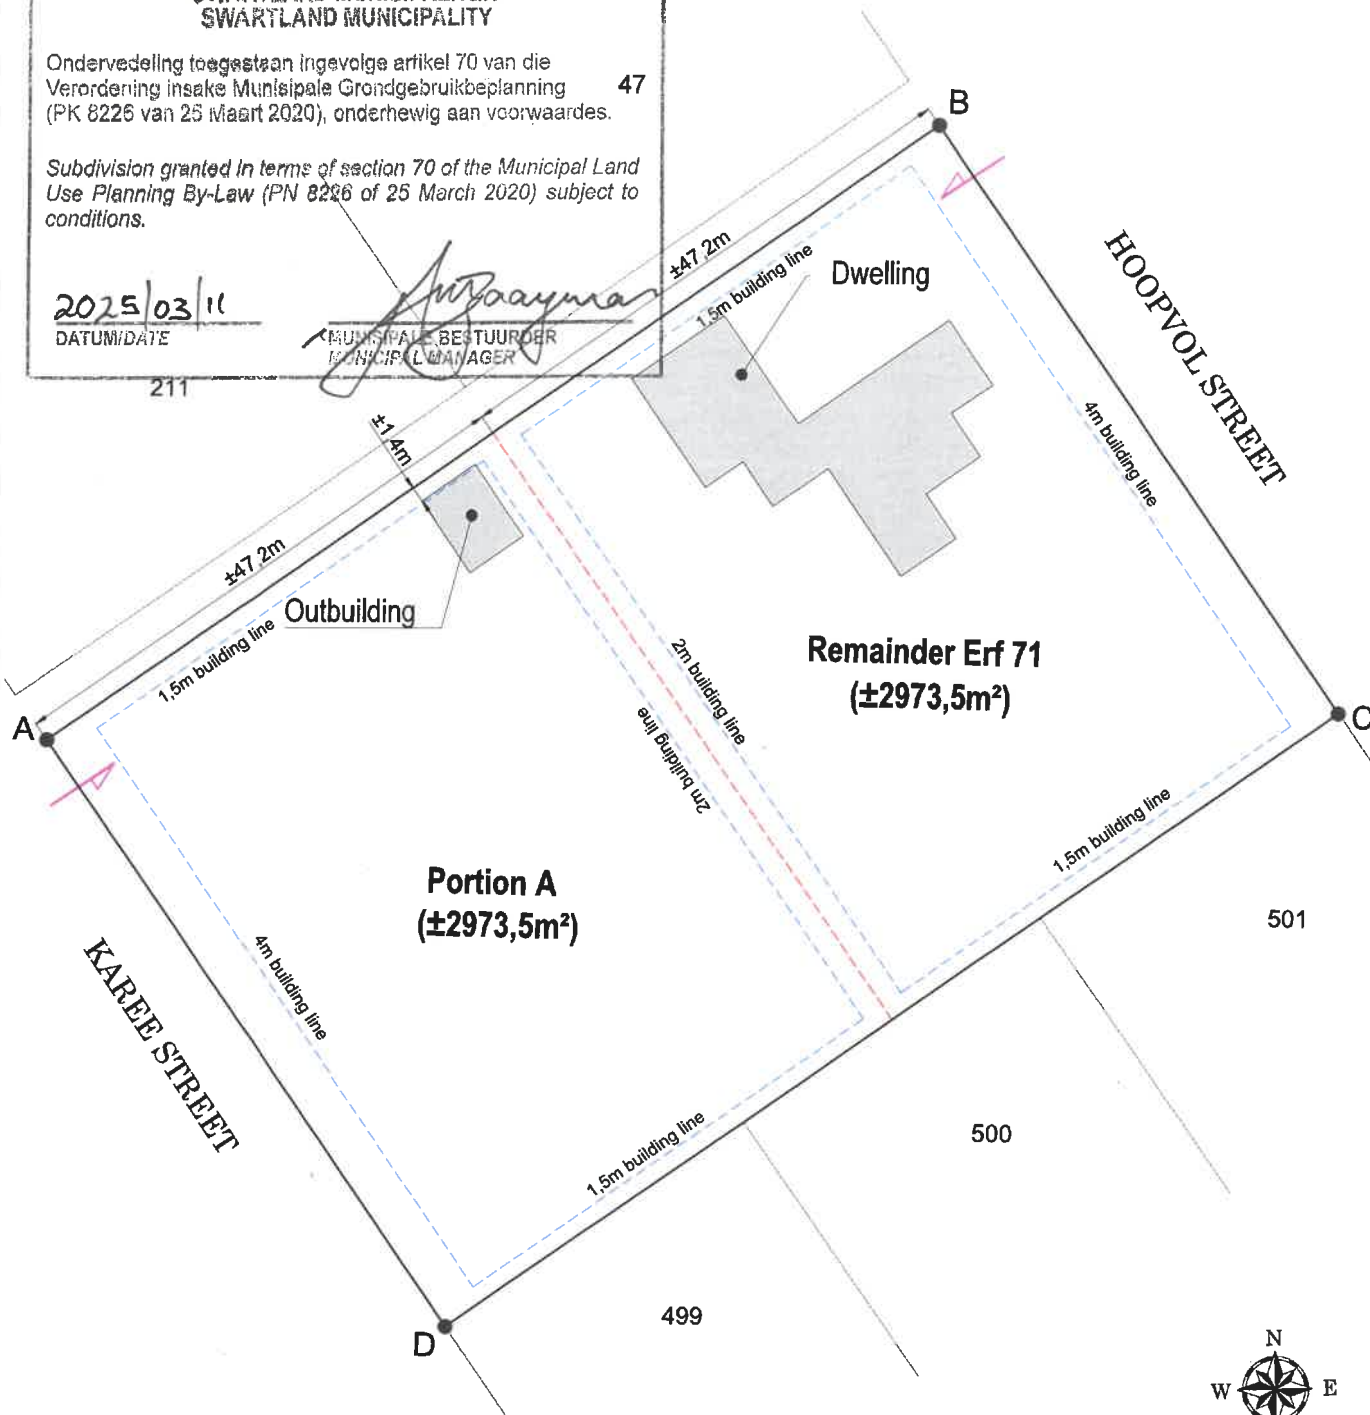 SWARTLAND MUNICIPALITY
Ondervedeling toegestaan ingevolge artikel 70 van die
Verordening insake Munisipale Grondgebruikbeplanning
(PK 8226 van 25 Maart 2020), onderhewig aan voorwaardes.
47
Subdivision granted in terms of section 70 of the Municipal Land
Use Planning By-Law (PN 8226 of 25 March 2020) subject to
conditions.
2025/03/11
DATUM/DATE
MUNISIPALE BESTUURDER
MUNICIPAL MANAGER
211
B
±47,2m
1,5m building line
Dwelling
HOOPVOL STREET
4m building line
±1,4m
±47,2m
Outbuilding
1,5m building line
2m building line
2m building line
Remainder Erf 71
(±2973,5m²)
A
C
1,5m building line
Portion A
(±2973,5m²)
501
KAREE STREET
4m building line
1,5m building line
500
499
D
N
W
E